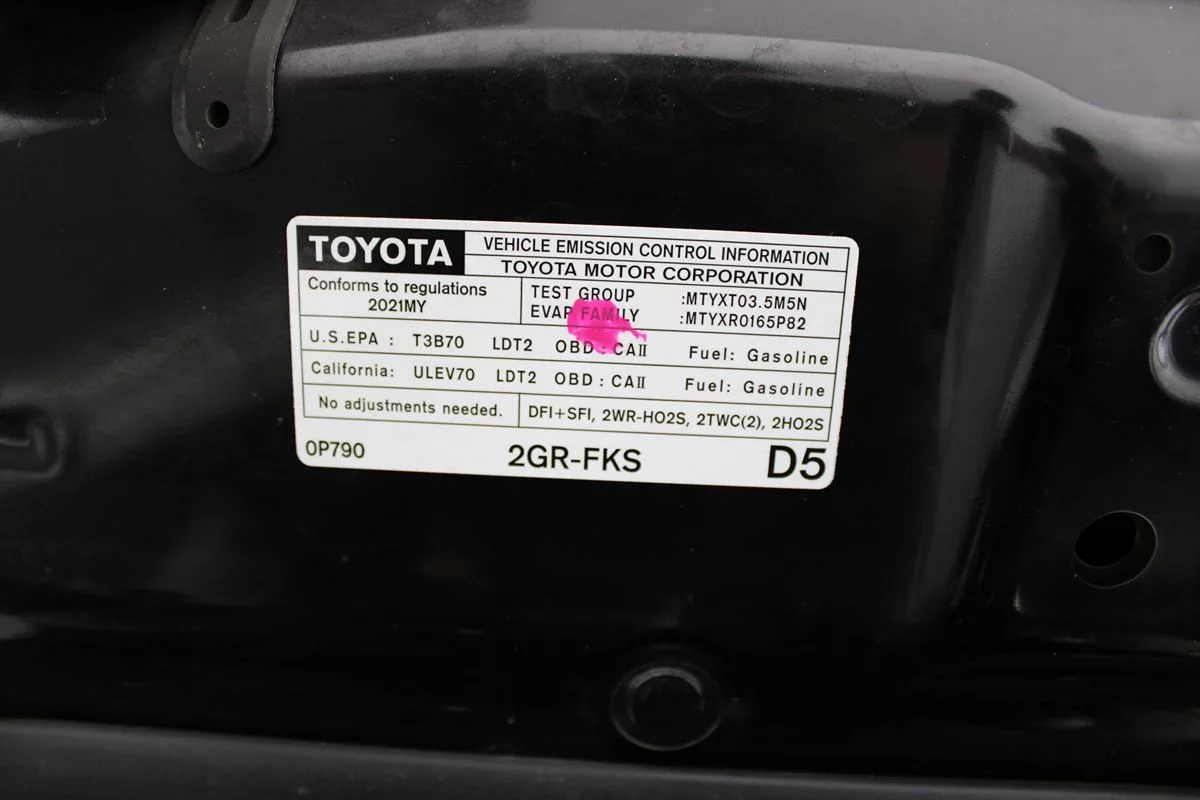 TOYOTA
VEHICLE EMISSION CONTROL INFORMATION
TOYOTA MOTOR CORPORATION
Conforms to regulations
2021MY
TEST GROUP :MTYXT03.5M5N
EVAP FAMILY :MTYXR0165P82
U.S.EPA : T3B70 LDT2 OBD : CAⅡ Fuel: Gasoline
California: ULEV70 LDT2 OBD : CAⅡ Fuel: Gasoline
No adjustments needed.
DFI+SFI, 2WR-HO2S, 2TWC(2), 2HO2S
0P790 2GR-FKS D5